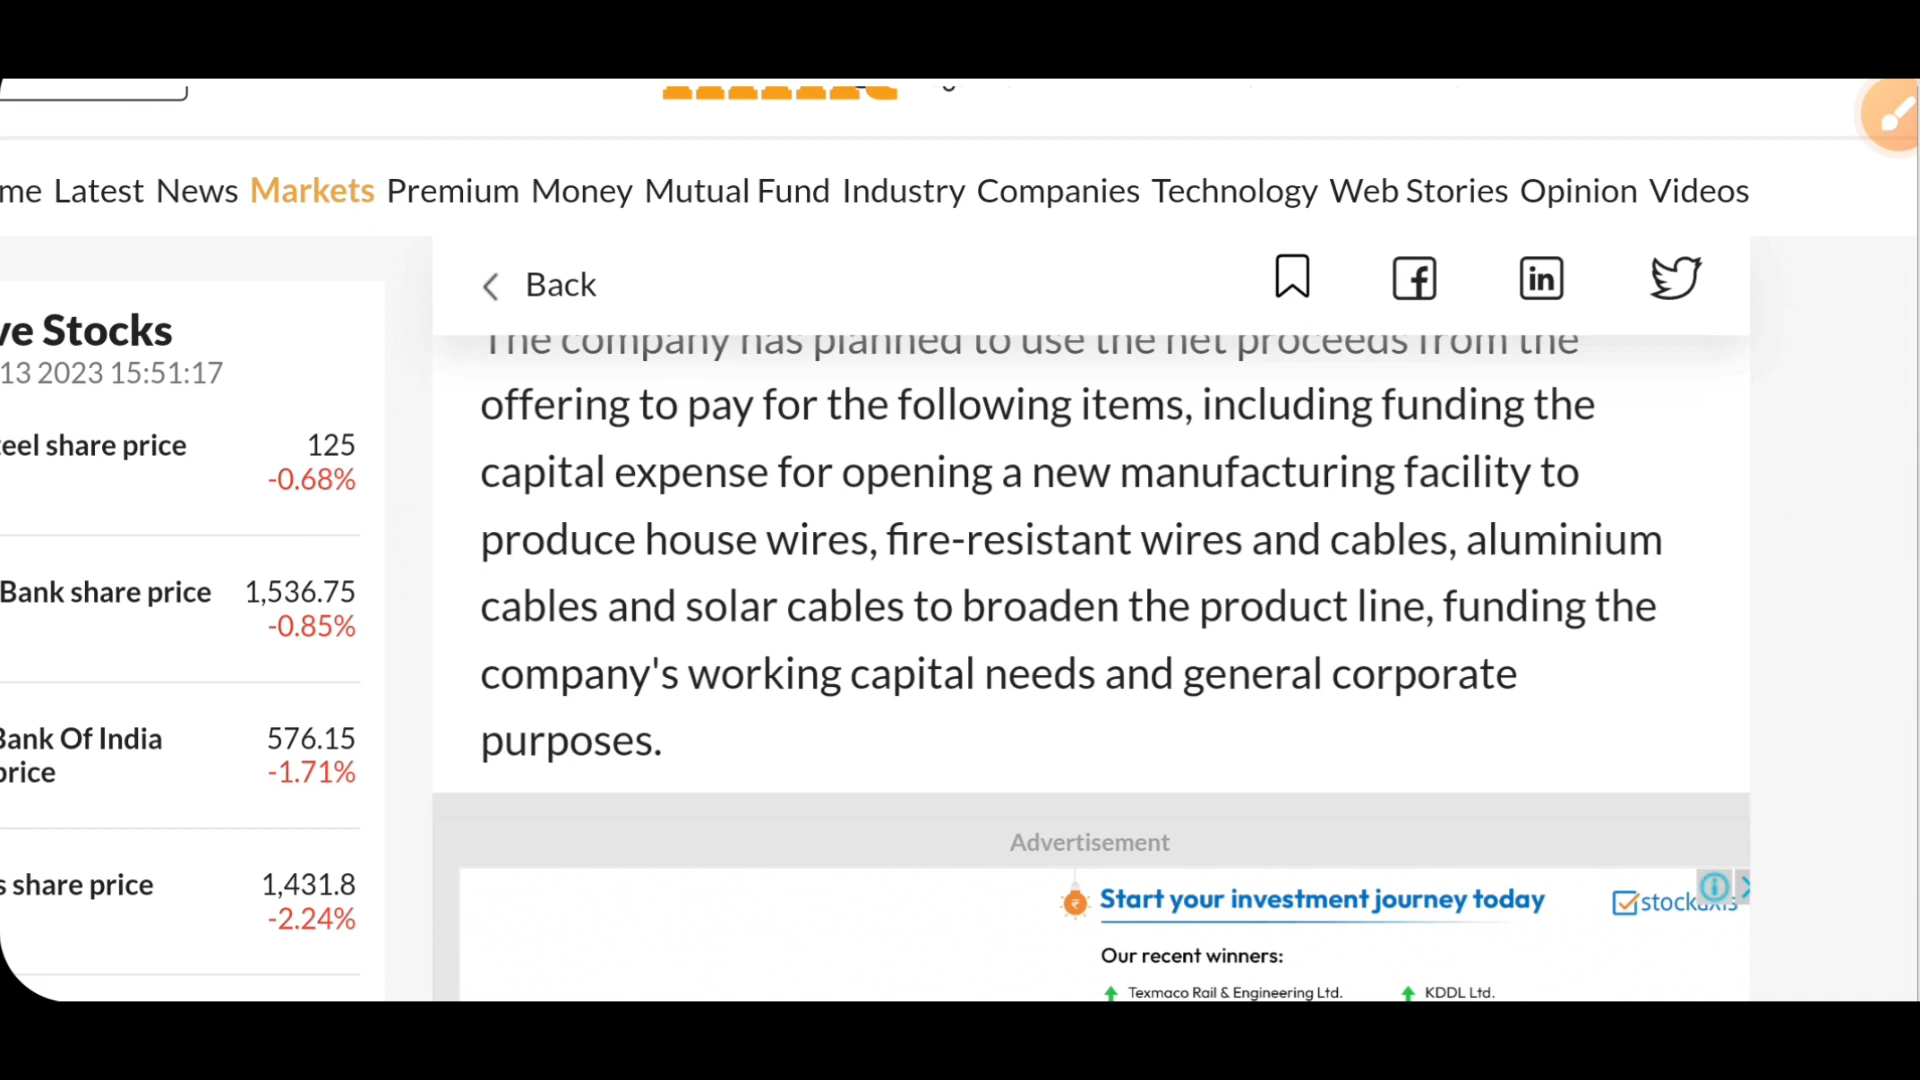 me Latest News Markets Premium Money Mutual Fund Industry Companies Technology Web Stories Opinion Videos
Back
in
ve Stocks
13 2023 15:51:17
teel share price 125
-0.68%
Bank share price 1,536.75
-0.85%
Bank Of India 576.15
price -1.71%
s share price 1,431.8
-2.24%
The company has planned to use the net proceeds from the
offering to pay for the following items, including funding the
capital expense for opening a new manufacturing facility to
produce house wires, fire-resistant wires and cables, aluminium
cables and solar cables to broaden the product line, funding the
company's working capital needs and general corporate
purposes.
Advertisement
Start your investment journey today
stockaxis
Our recent winners:
Texmaco Rail & Engineering Ltd. KDDL Ltd.